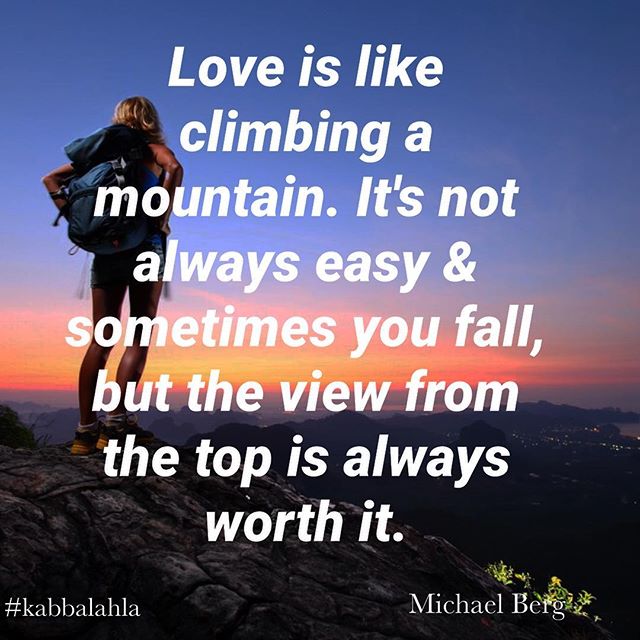 Love is like
climbing a
mountain. It's not
always easy &
sometimes you fall,
but the view from
the top is always
worth it.
#kabbalahla
Michael Berg